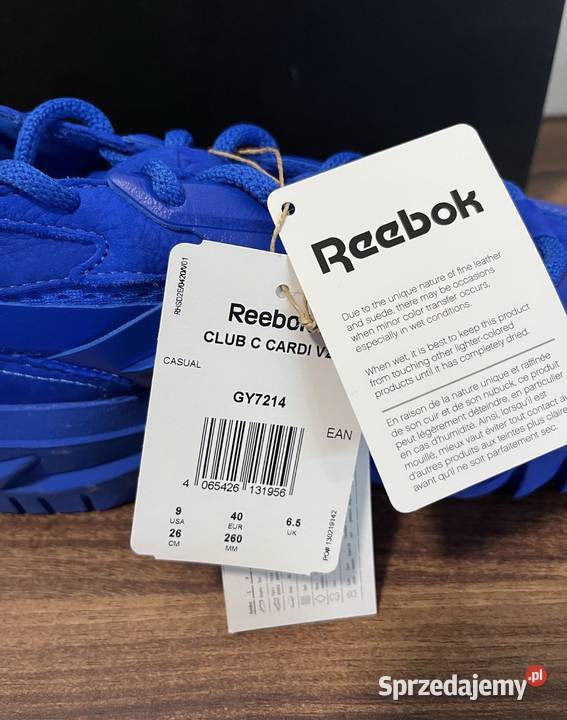 Reebok
Due to the unique nature of fine leather
and suede, there may be occasions
when minor color transfer occurs,
especially in wet conditions.
When wet, it is best to keep this product
from touching other lighter-colored
products until it has completely dried.
En raison de la nature unique et raffinée
de son cuir et de son nubuck, ce produit
peut légèrement déteindre, en particulier
en cas d'humidité. Ainsi, lorsqu'il est
mouillé, mieux vaut éviter tout contact avec
d'autres produits aux teintes plus claires
avant qu'il ne soit parfaitement sec.
Reebok
CLUB C CARDI V2
CASUAL
GY7214
EAN
4 065426 131956
9 40 6.5
USA EUR UK
26 260
CM MM
PO# 130219142
Sprzedajemy.pl